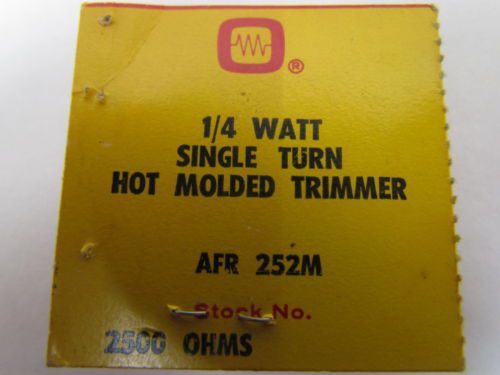 ®
1/4 WATT
SINGLE TURN
HOT MOLDED TRIMMER
AFR 252M
Stock No.
2500 OHMS